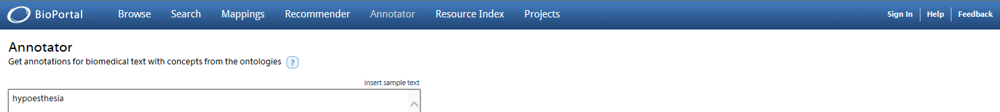 BioPortal Browse Search Mappings Recommender Annotator Resource Index Projects Sign In Help Feedback
Annotator
Get annotations for biomedical text with concepts from the ontologies ?
insert sample text
hypoesthesia